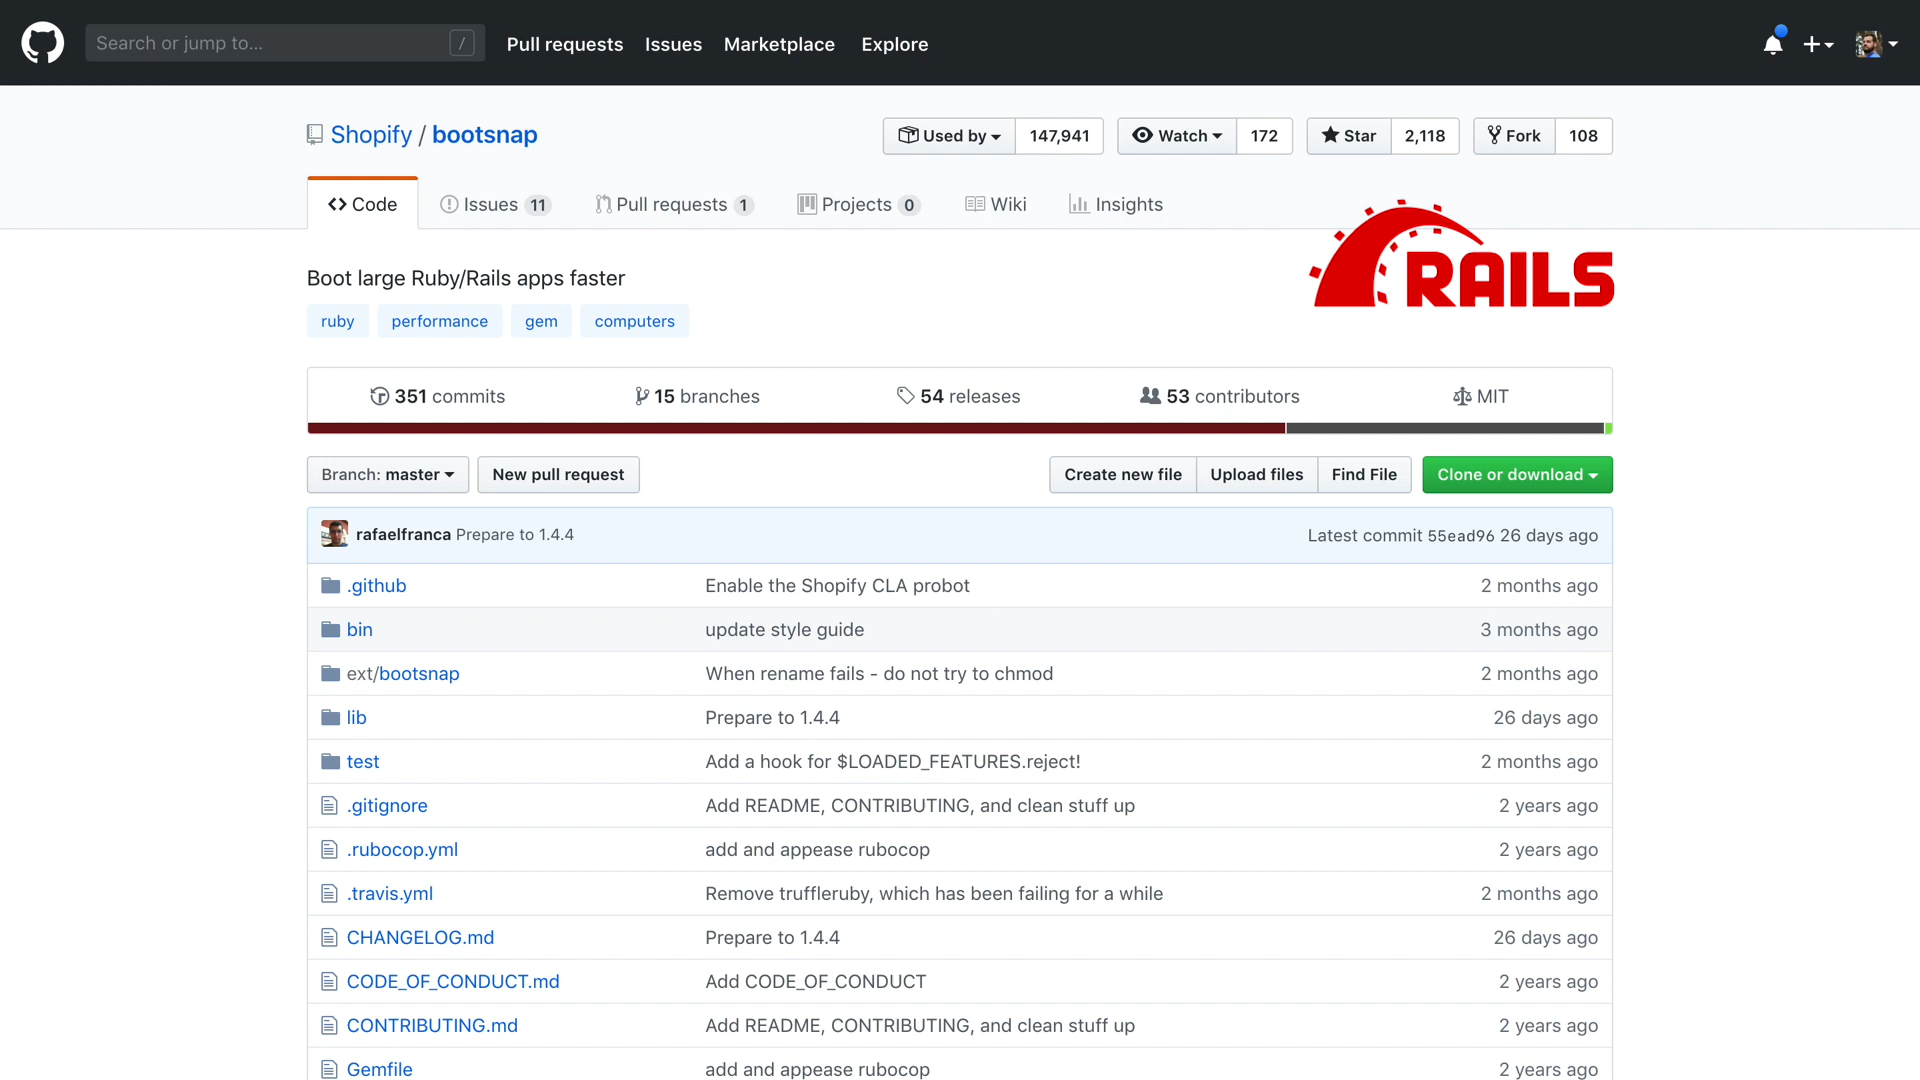 Search or jump to... /
Pull requests Issues Marketplace Explore
Shopify / bootsnap
Used by 147,941 Watch 172 Star 2,118 Fork 108
Code Issues 11 Pull requests 1 Projects 0 Wiki Insights
RAILS
Boot large Ruby/Rails apps faster
ruby performance gem computers
351 commits 15 branches 54 releases 53 contributors MIT
Branch: master New pull request Create new file Upload files Find File Clone or download
rafaelfranca Prepare to 1.4.4 Latest commit 55ead96 26 days ago
.github Enable the Shopify CLA probot 2 months ago
bin update style guide 3 months ago
ext/bootsnap When rename fails - do not try to chmod 2 months ago
lib Prepare to 1.4.4 26 days ago
test Add a hook for $LOADED_FEATURES.reject! 2 months ago
.gitignore Add README, CONTRIBUTING, and clean stuff up 2 years ago
.rubocop.yml add and appease rubocop 2 years ago
.travis.yml Remove truffleruby, which has been failing for a while 2 months ago
CHANGELOG.md Prepare to 1.4.4 26 days ago
CODE_OF_CONDUCT.md Add CODE_OF_CONDUCT 2 years ago
CONTRIBUTING.md Add README, CONTRIBUTING, and clean stuff up 2 years ago
Gemfile add and appease rubocop 2 years ago